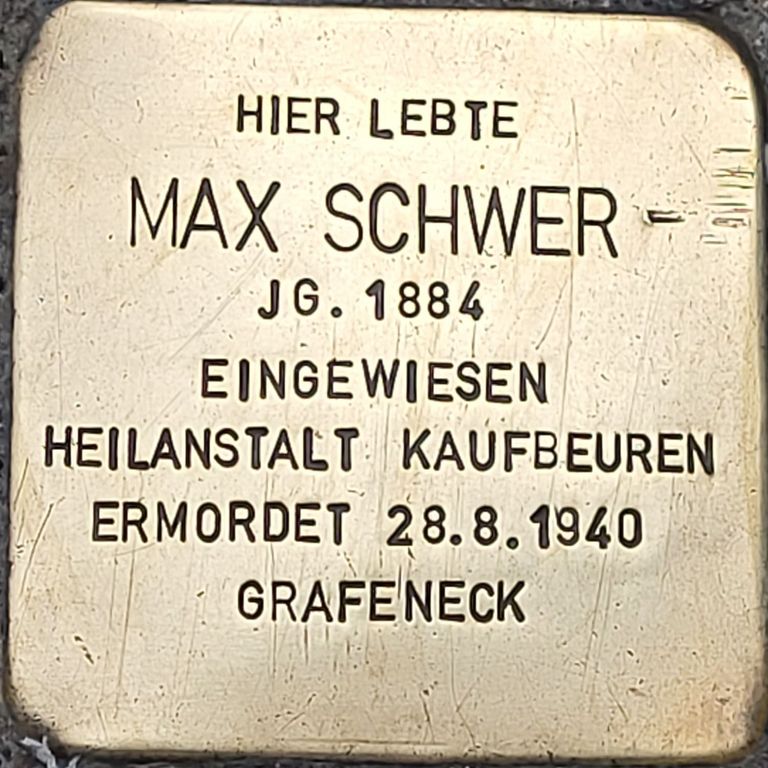 HIER LEBTE
MAX SCHWER
JG. 1884
EINGEWIESEN
HEILANSTALT KAUFBEUREN
ERMORDET 28.8.1940
GRAFENECK